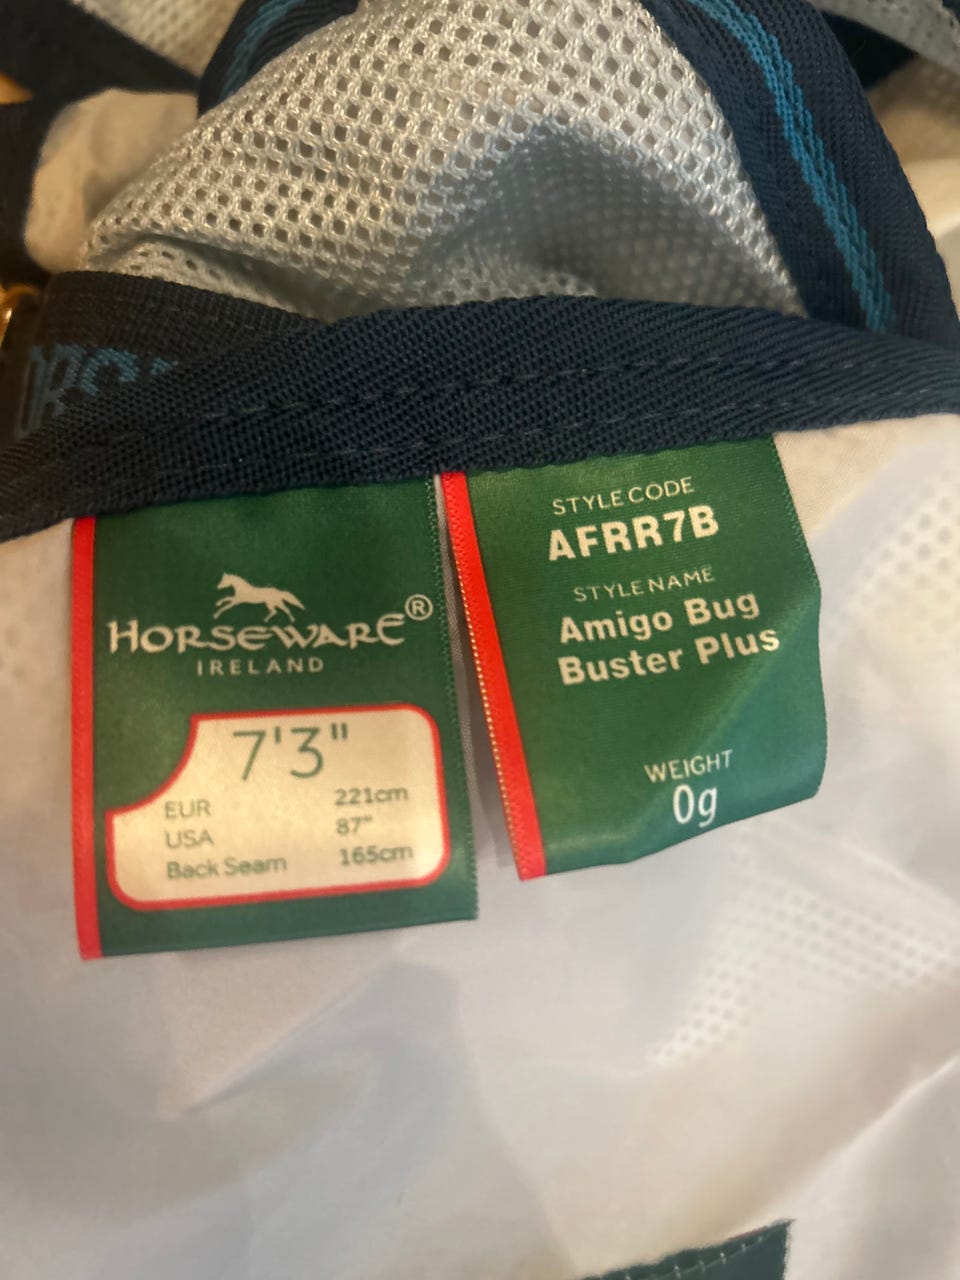 HORSEWARE®
IRELAND
7'3"
EUR 221cm
USA 87"
Back Seam 165cm
STYLE CODE
AFRR7B
STYLE NAME
Amigo Bug
Buster Plus
WEIGHT
0g